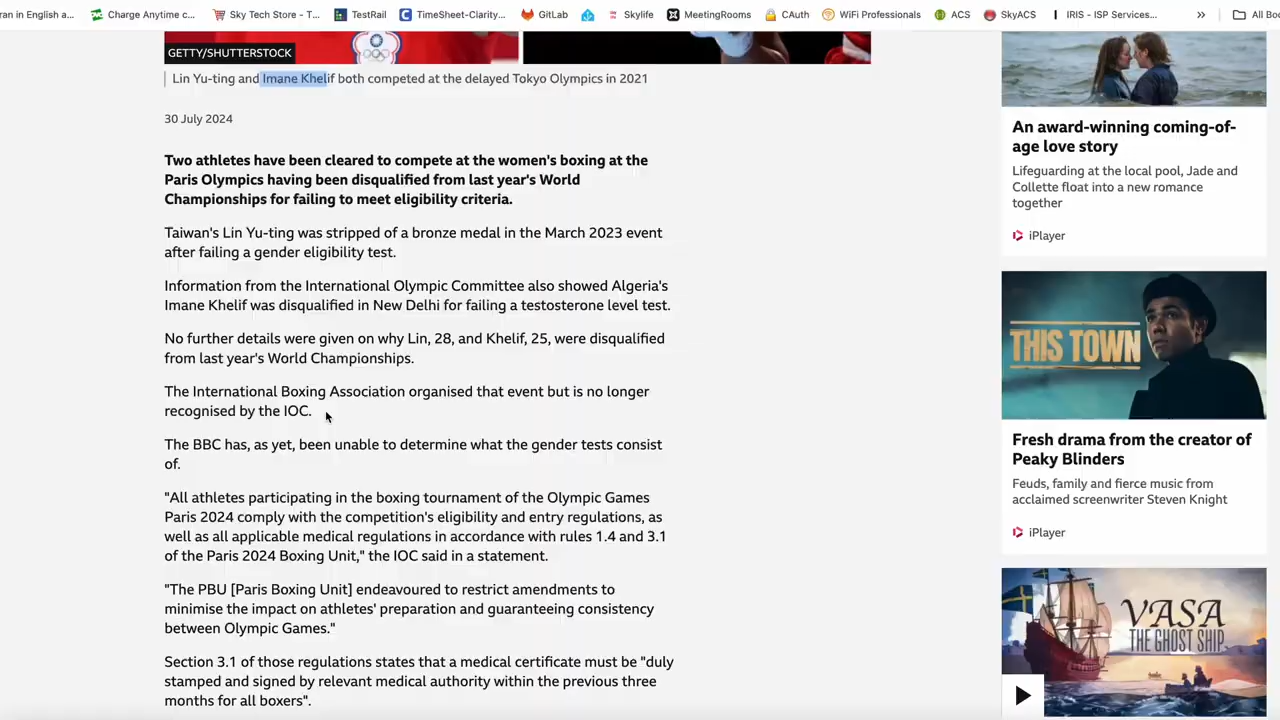 ran in English a...
Charge Anytime c...
Sky Tech Store - T...
TestRail
TimeSheet-Clarity...
GitLab
Skylife
MeetingRooms
CAuth
WiFi Professionals
ACS
SkyACS
IRIS - ISP Services...
»
All Boo
GETTY/SHUTTERSTOCK
Lin Yu-ting and Imane Khelif both competed at the delayed Tokyo Olympics in 2021
30 July 2024
Two athletes have been cleared to compete at the women's boxing at the
Paris Olympics having been disqualified from last year's World
Championships for failing to meet eligibility criteria.
Taiwan's Lin Yu-ting was stripped of a bronze medal in the March 2023 event
after failing a gender eligibility test.
Information from the International Olympic Committee also showed Algeria's
Imane Khelif was disqualified in New Delhi for failing a testosterone level test.
No further details were given on why Lin, 28, and Khelif, 25, were disqualified
from last year's World Championships.
The International Boxing Association organised that event but is no longer
recognised by the IOC.
The BBC has, as yet, been unable to determine what the gender tests consist
of.
"All athletes participating in the boxing tournament of the Olympic Games
Paris 2024 comply with the competition's eligibility and entry regulations, as
well as all applicable medical regulations in accordance with rules 1.4 and 3.1
of the Paris 2024 Boxing Unit," the IOC said in a statement.
"The PBU [Paris Boxing Unit] endeavoured to restrict amendments to
minimise the impact on athletes' preparation and guaranteeing consistency
between Olympic Games."
Section 3.1 of those regulations states that a medical certificate must be "duly
stamped and signed by relevant medical authority within the previous three
months for all boxers".
An award-winning coming-of-
age love story
Lifeguarding at the local pool, Jade and
Collette float into a new romance
together
iPlayer
THIS TOWN
Fresh drama from the creator of
Peaky Blinders
Feuds, family and fierce music from
acclaimed screenwriter Steven Knight
iPlayer
VASA
THE GHOST SHIP